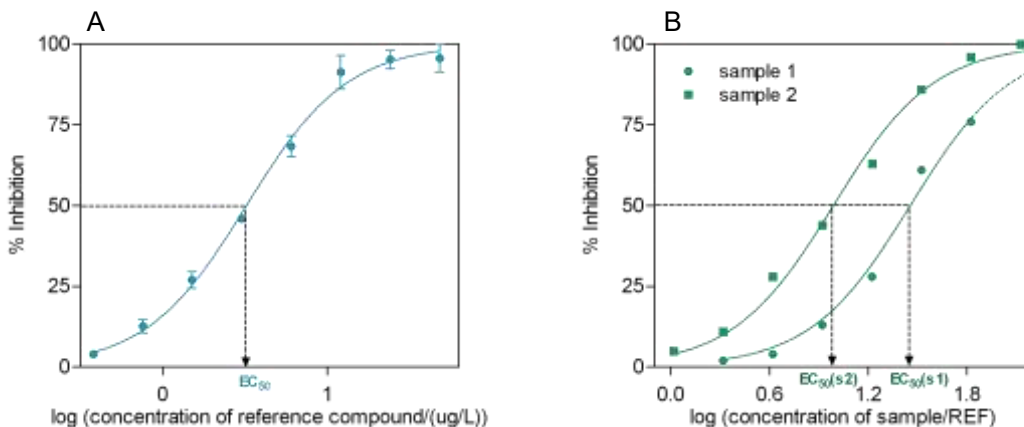 A
100
75
50
25
0
% Inhibition
EC50
0 1
log (concentration of reference compound/(ug/L))
B
100
75
50
25
0
% Inhibition
sample 1
sample 2
EC50(s2) EC50(s1)
0.0 0.6 1.2 1.8
log (concentration of sample/REF)